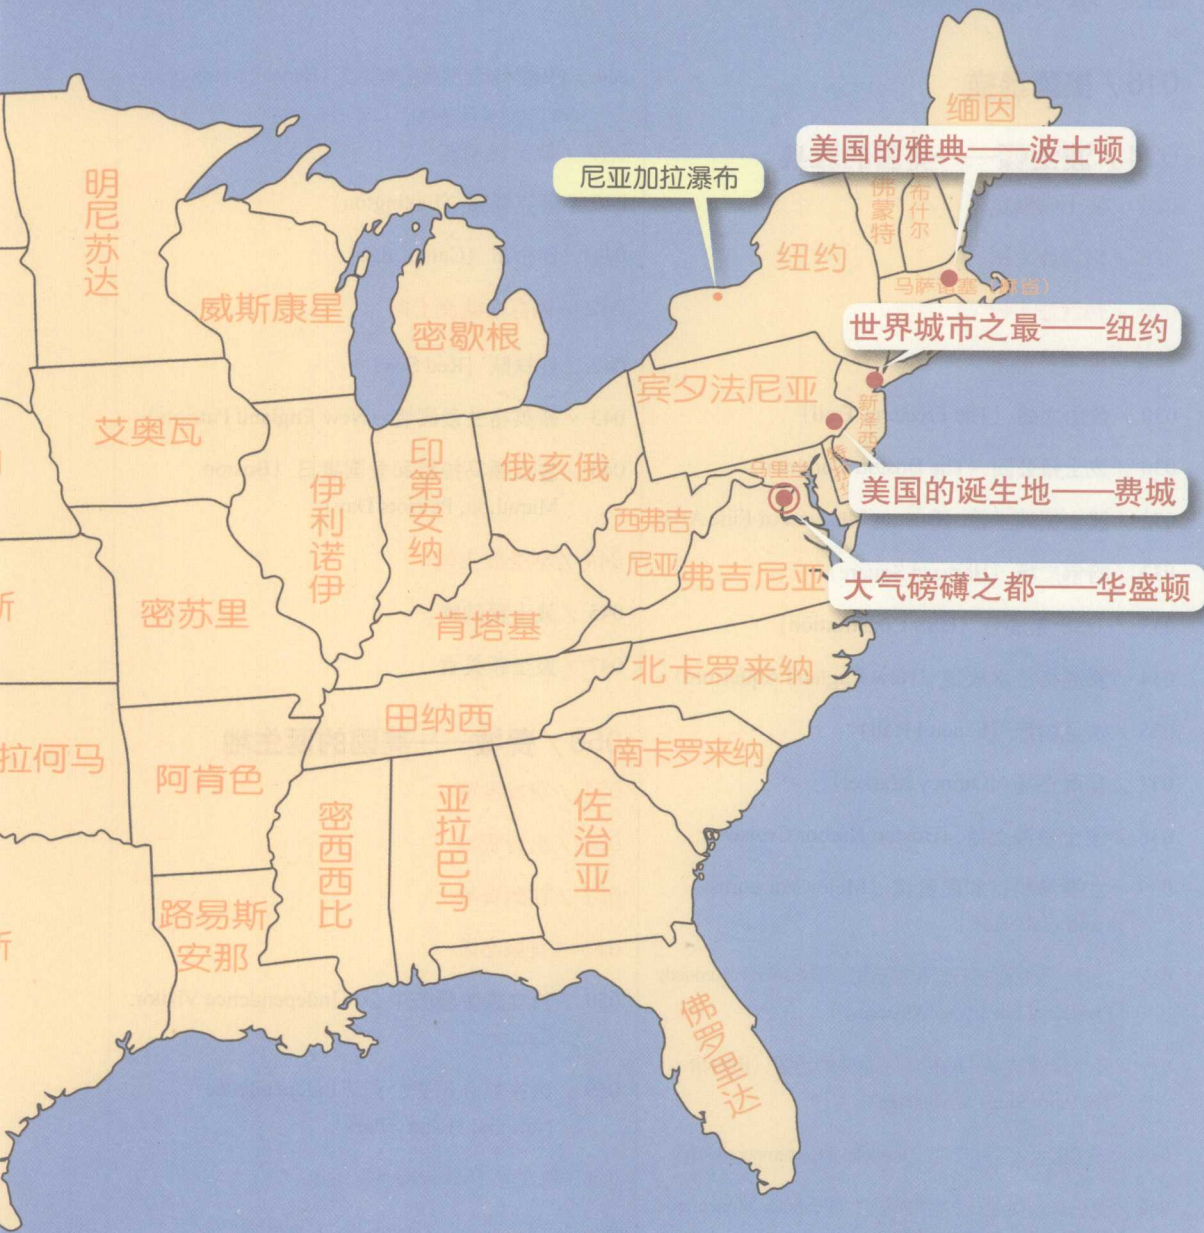 缅因
美国的雅典——波士顿
尼亚加拉瀑布
明尼苏达
佛蒙特
布什尔
纽约
威斯康星
密歇根
世界城市之最——纽约
宾夕法尼亚
新泽西
艾奥瓦
印第安纳
俄亥俄
伊利诺伊
马里兰
美国的诞生地——费城
西弗吉
尼亚
弗吉尼亚
大气磅礴之都——华盛顿
斯
密苏里
肯塔基
北卡罗来纳
田纳西
南卡罗来纳
拉何马
阿肯色
密西西比
亚拉巴马
佐治亚
路易斯
安那
斯
佛罗里达